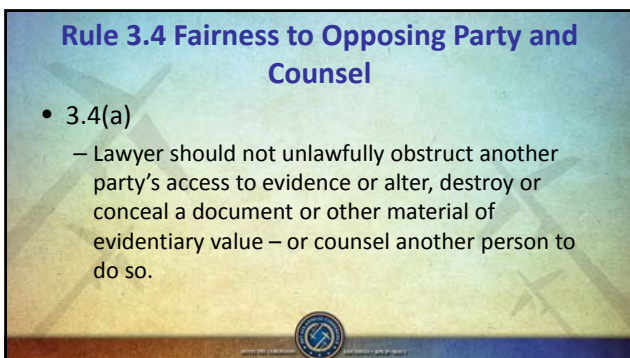 Rule 3.4 Fairness to Opposing Party and
Counsel
• 3.4(a)
– Lawyer should not unlawfully obstruct another
party’s access to evidence or alter, destroy or
conceal a document or other material of
evidentiary value – or counsel another person to
do so.